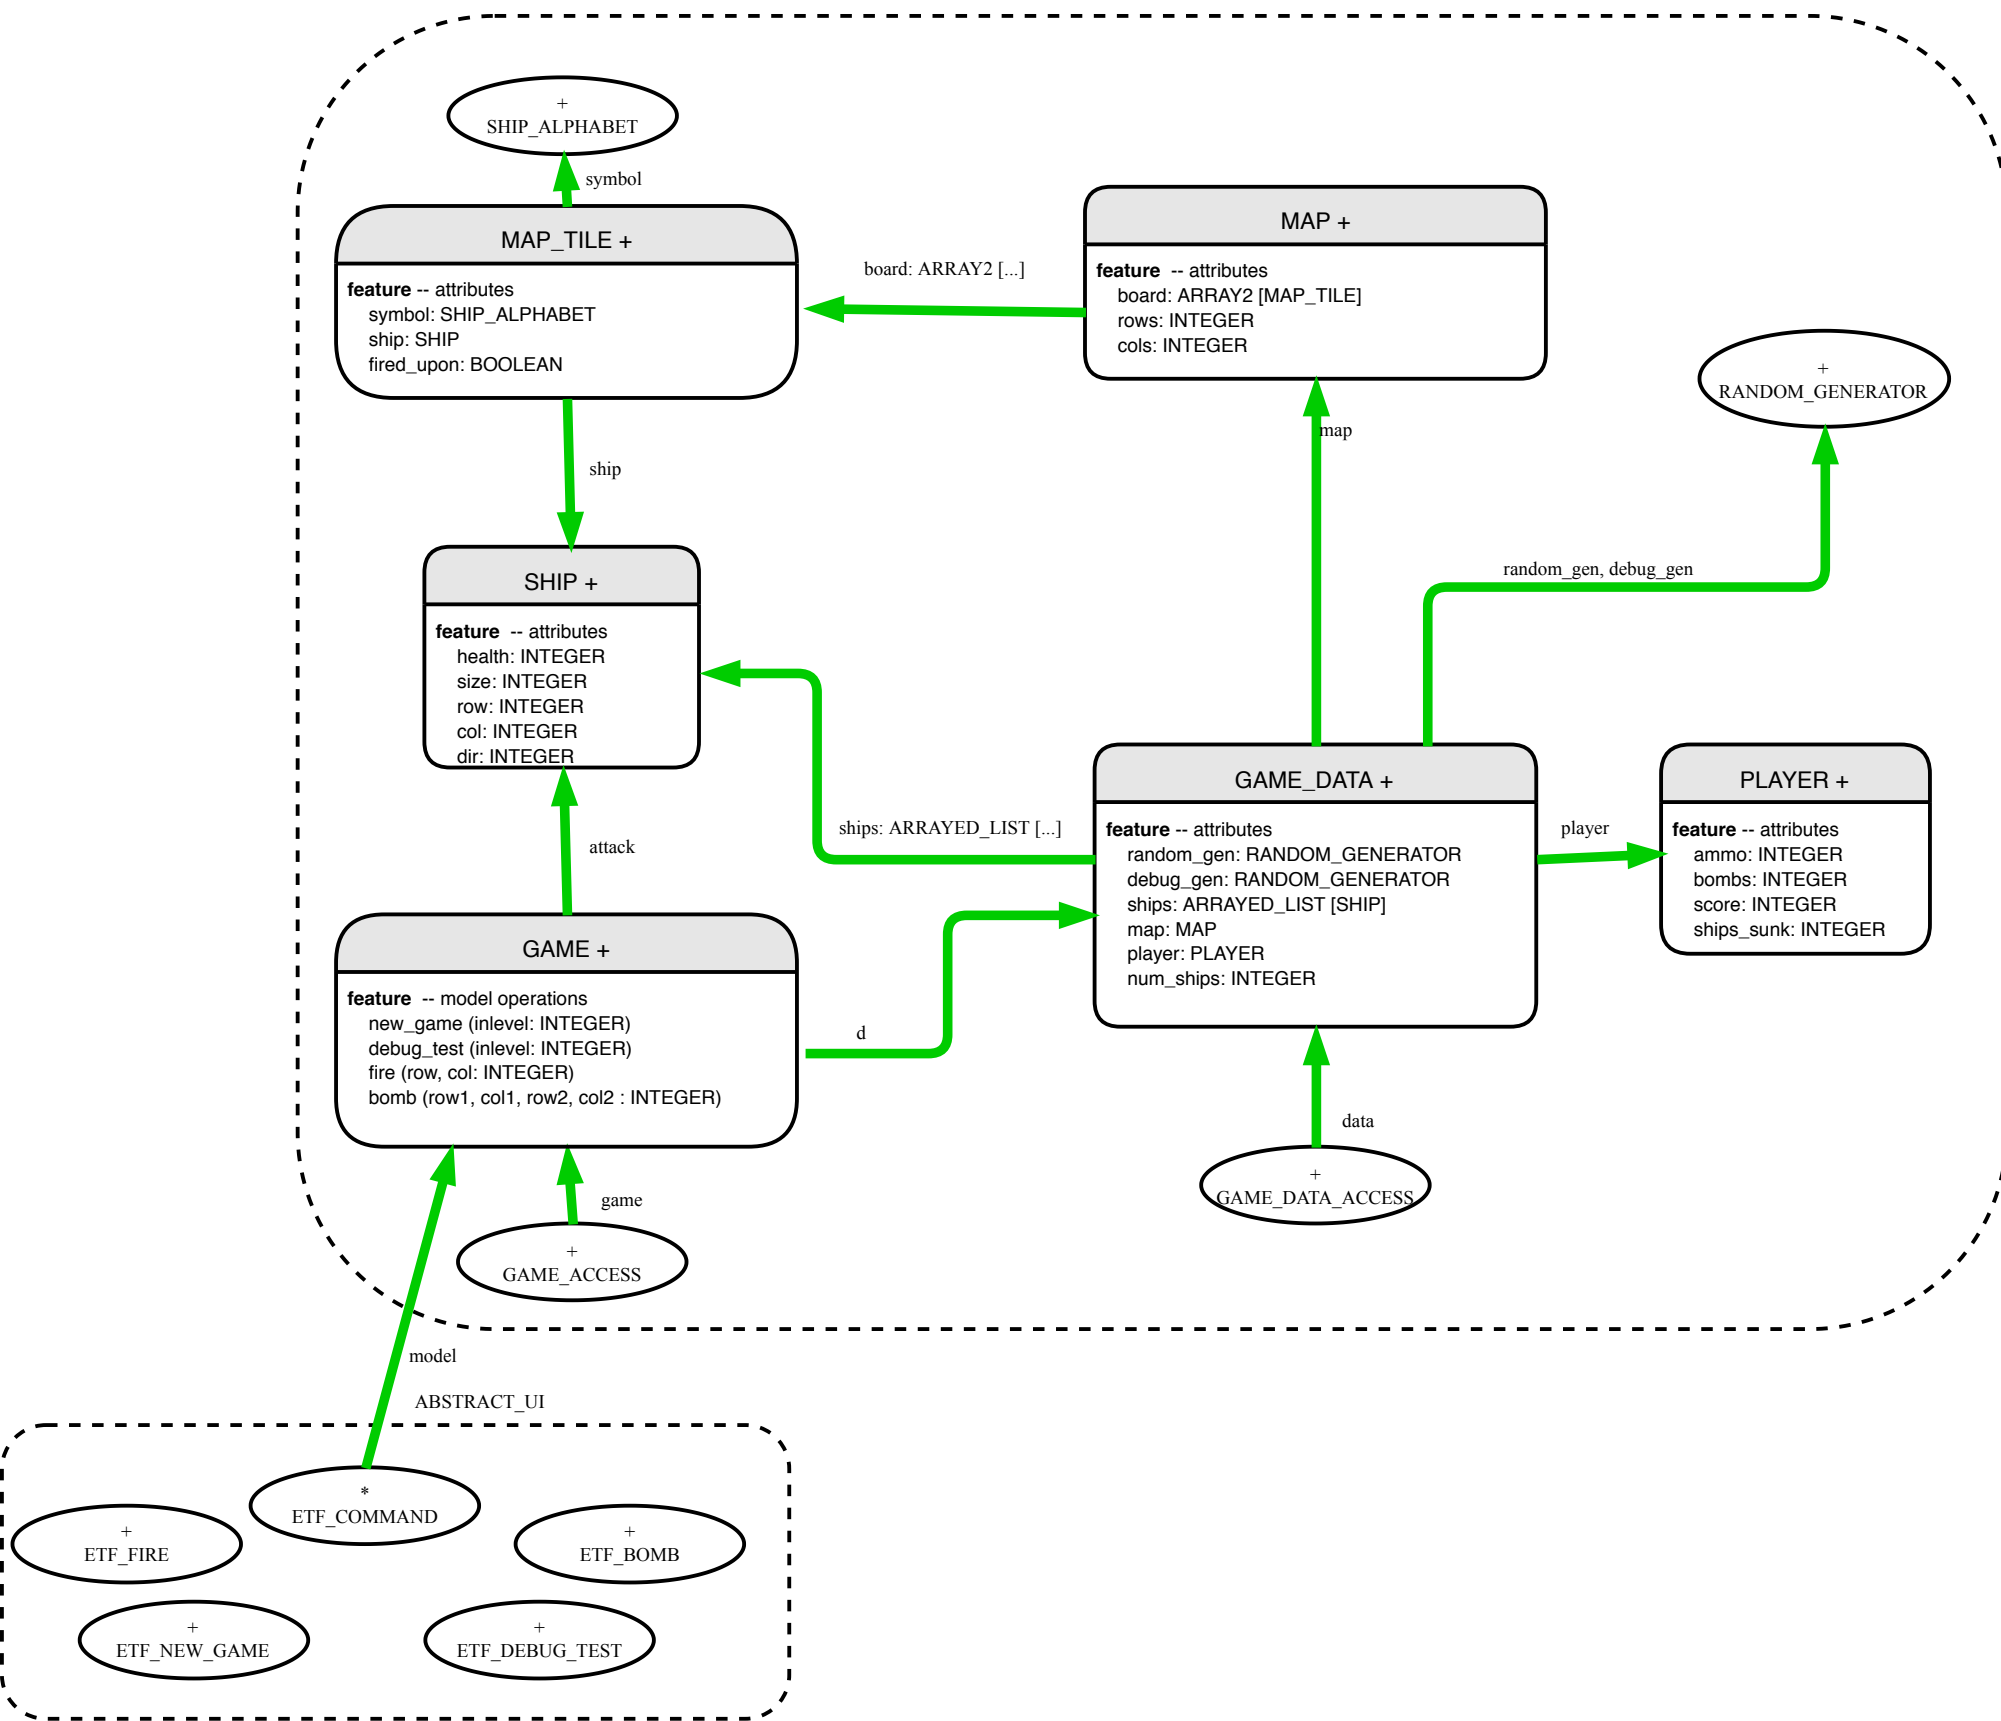 +
SHIP_ALPHABET
symbol
MAP_TILE +
feature -- attributes
symbol: SHIP_ALPHABET
ship: SHIP
fired_upon: BOOLEAN
board: ARRAY2 [...]
MAP +
feature -- attributes
board: ARRAY2 [MAP_TILE]
rows: INTEGER
cols: INTEGER
+
RANDOM_GENERATOR
map
ship
random_gen, debug_gen
SHIP +
feature -- attributes
health: INTEGER
size: INTEGER
row: INTEGER
col: INTEGER
dir: INTEGER
attack
ships: ARRAYED_LIST [...]
GAME_DATA +
feature -- attributes
random_gen: RANDOM_GENERATOR
debug_gen: RANDOM_GENERATOR
ships: ARRAYED_LIST [SHIP]
map: MAP
player: PLAYER
num_ships: INTEGER
player
PLAYER +
feature -- attributes
ammo: INTEGER
bombs: INTEGER
score: INTEGER
ships_sunk: INTEGER
GAME +
feature -- model operations
new_game (inlevel: INTEGER)
debug_test (inlevel: INTEGER)
fire (row, col: INTEGER)
bomb (row1, col1, row2, col2 : INTEGER)
d
data
+
GAME_DATA_ACCESS
game
+
GAME_ACCESS
model
ABSTRACT_UI
*
ETF_COMMAND
+
ETF_FIRE
+
ETF_BOMB
+
ETF_NEW_GAME
+
ETF_DEBUG_TEST